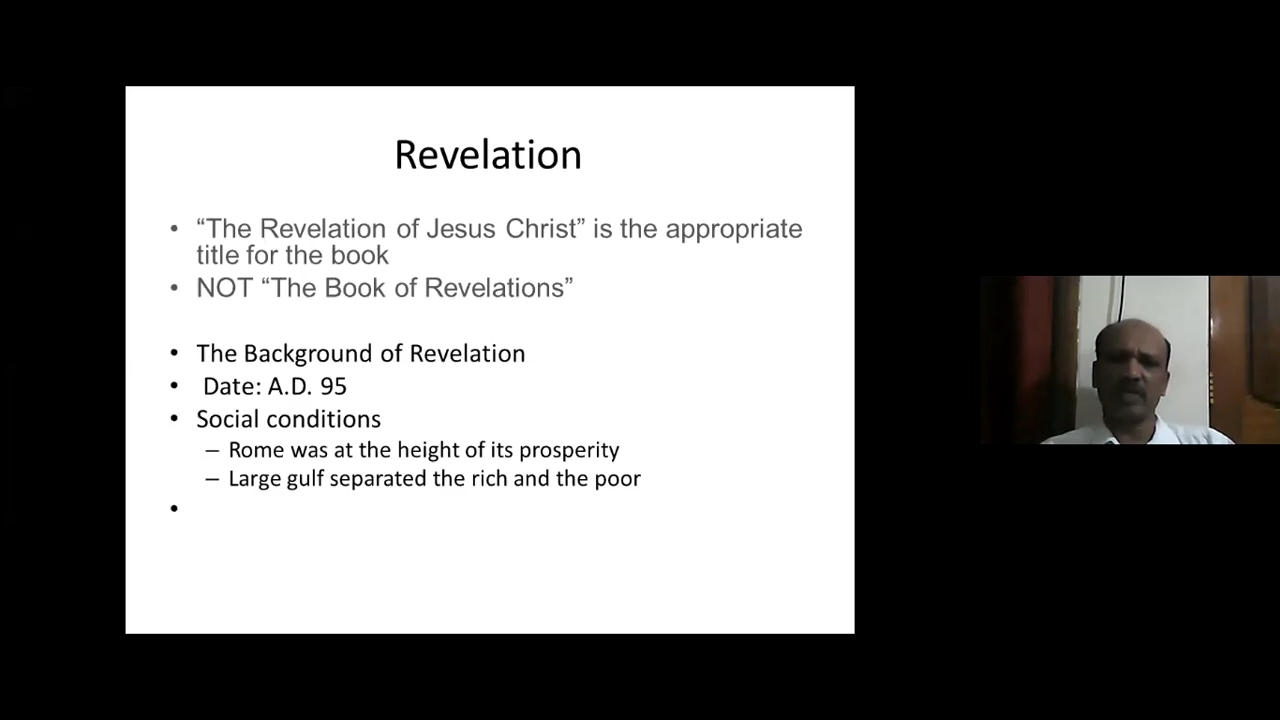 Revelation
• “The Revelation of Jesus Christ” is the appropriate
title for the book
• NOT “The Book of Revelations”
• The Background of Revelation
• Date: A.D. 95
• Social conditions
– Rome was at the height of its prosperity
– Large gulf separated the rich and the poor
•